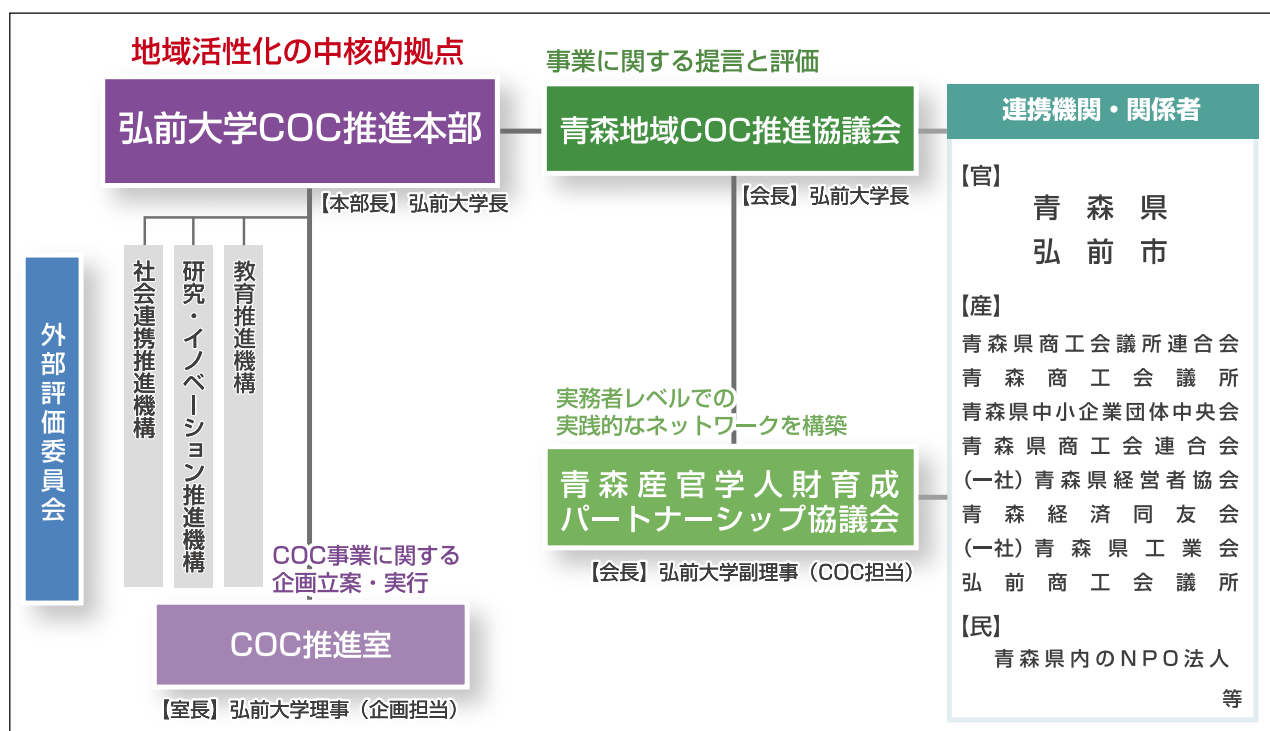 地域活性化の中核的拠点
弘前大学COC推進本部
【本部長】弘前大学長
社会連携推進機構
研究・イノベーション推進機構
教育推進機構
外部評価委員会
COC事業に関する
企画立案・実行
COC推進室
【室長】弘前大学理事（企画担当）
事業に関する提言と評価
青森地域COC推進協議会
【会長】弘前大学長
実務者レベルでの
実践的なネットワークを構築
青森産官学人財育成
パートナーシップ協議会
【会長】弘前大学副理事（COC担当）
連携機関・関係者
【官】
青森県
弘前市
【産】
青森県商工会議所連合会
青森商工会議所
青森県中小企業団体中央会
青森県商工会連合会
（一社）青森県経営者協会
青森経済同友会
（一社）青森県工業会
弘前商工会議所
【民】
青森県内のNPO法人
等